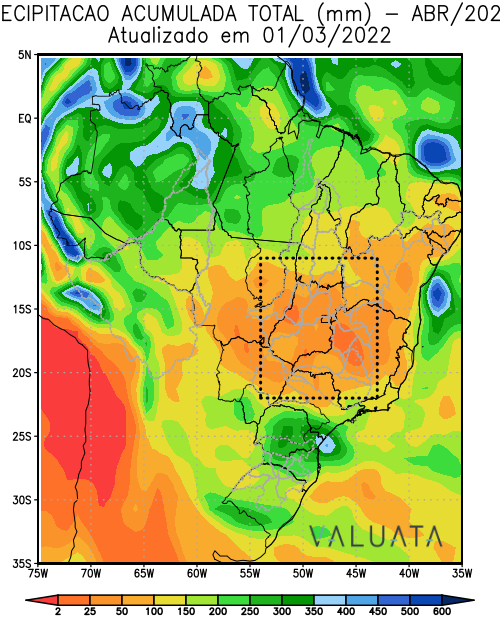 ECIPITACAO ACUMULADA TOTAL (mm) – ABR/202
Atualizado em 01/03/2022
5N
EQ
5S
10S
15S
20S
25S
30S
35S
VALUATA
75W 70W 65W 60W 55W 50W 45W 40W 35W
2 25 50 100 150 200 250 300 350 400 450 500 600